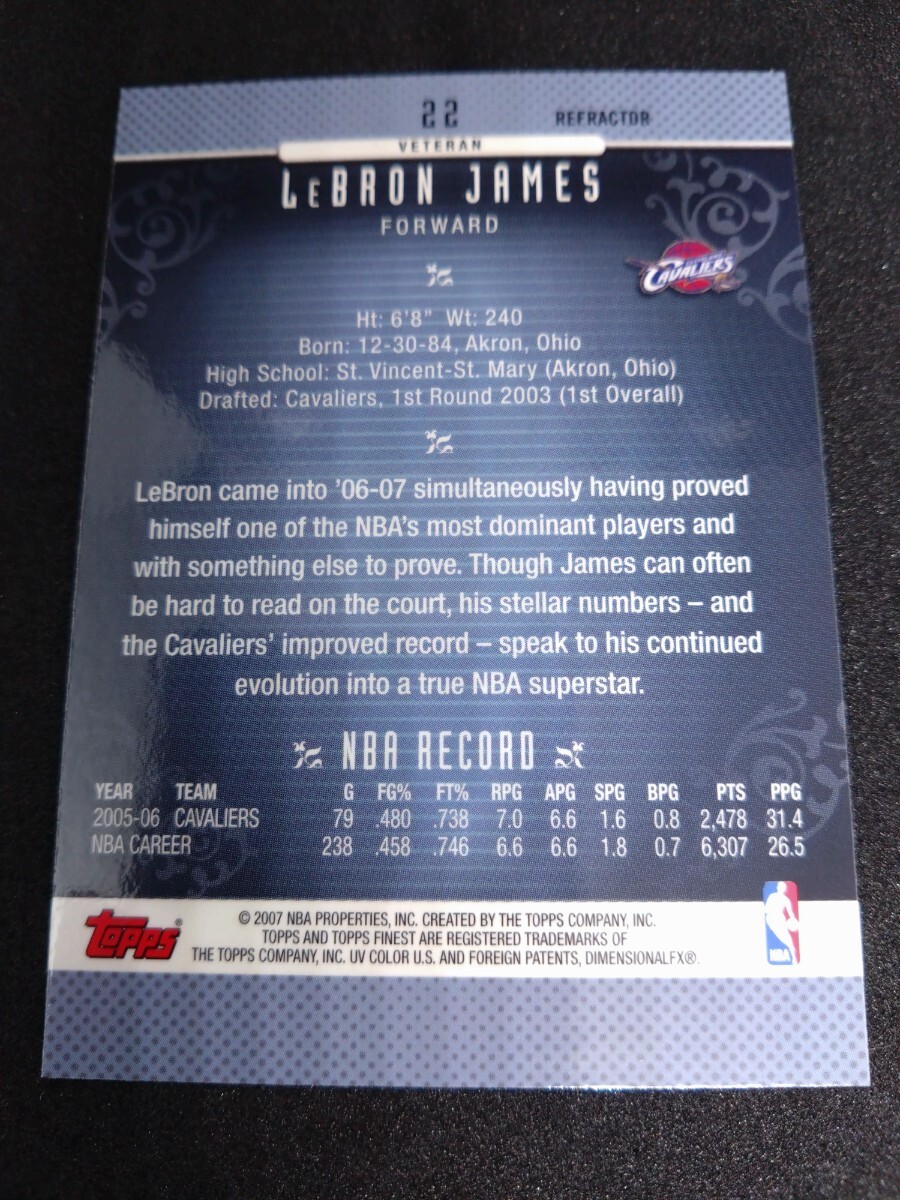 22 REFRACTOR
VETERAN
LeBRON JAMES
FORWARD
CAVALIERS
Ht: 6'8" Wt: 240
Born: 12-30-84, Akron, Ohio
High School: St. Vincent-St. Mary (Akron, Ohio)
Drafted: Cavaliers, 1st Round 2003 (1st Overall)
LeBron came into '06-07 simultaneously having proved
himself one of the NBA's most dominant players and
with something else to prove. Though James can often
be hard to read on the court, his stellar numbers – and
the Cavaliers' improved record – speak to his continued
evolution into a true NBA superstar.
NBA RECORD
YEAR TEAM G FG% FT% RPG APG SPG BPG PTS PPG
2005-06 CAVALIERS 79 .480 .738 7.0 6.6 1.6 0.8 2,478 31.4
NBA CAREER 238 .458 .746 6.6 6.6 1.8 0.7 6,307 26.5
topps®
© 2007 NBA PROPERTIES, INC. CREATED BY THE TOPPS COMPANY, INC.
TOPPS AND TOPPS FINEST ARE REGISTERED TRADEMARKS OF
THE TOPPS COMPANY, INC. UV COLOR U.S. AND FOREIGN PATENTS, DIMENSIONALFX®.
NBA